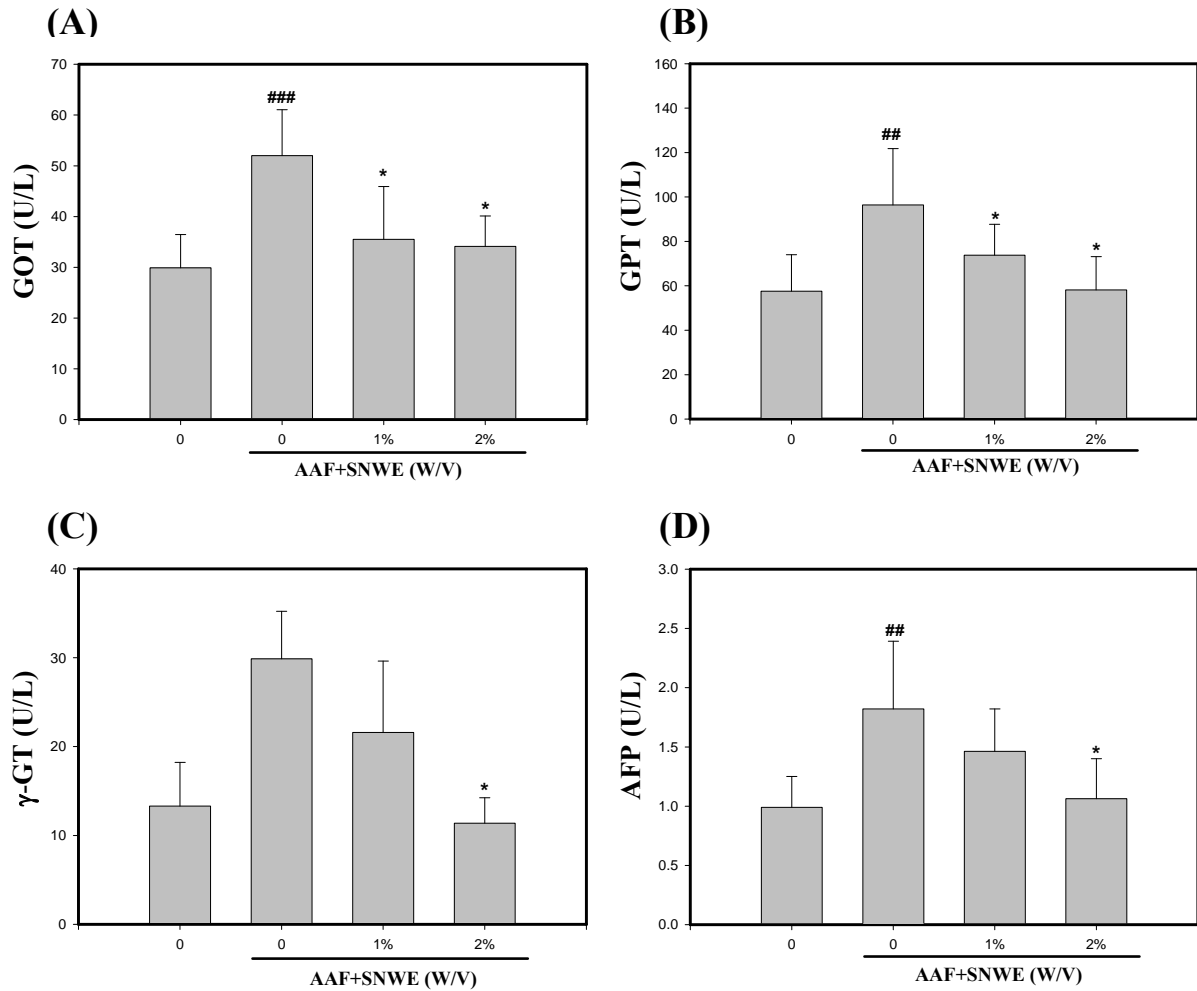 (A)
GOT (U/L)
70
60
50
40
30
20
10
0
###
*
*
0 0 1% 2%
AAF+SNWE (W/V)
(B)
GPT (U/L)
160
140
120
100
80
60
40
20
0
##
*
*
0 0 1% 2%
AAF+SNWE (W/V)
(C)
γ-GT (U/L)
40
30
20
10
0
*
0 0 1% 2%
AAF+SNWE (W/V)
(D)
AFP (U/L)
3.0
2.5
2.0
1.5
1.0
0.5
0.0
##
*
0 0 1% 2%
AAF+SNWE (W/V)